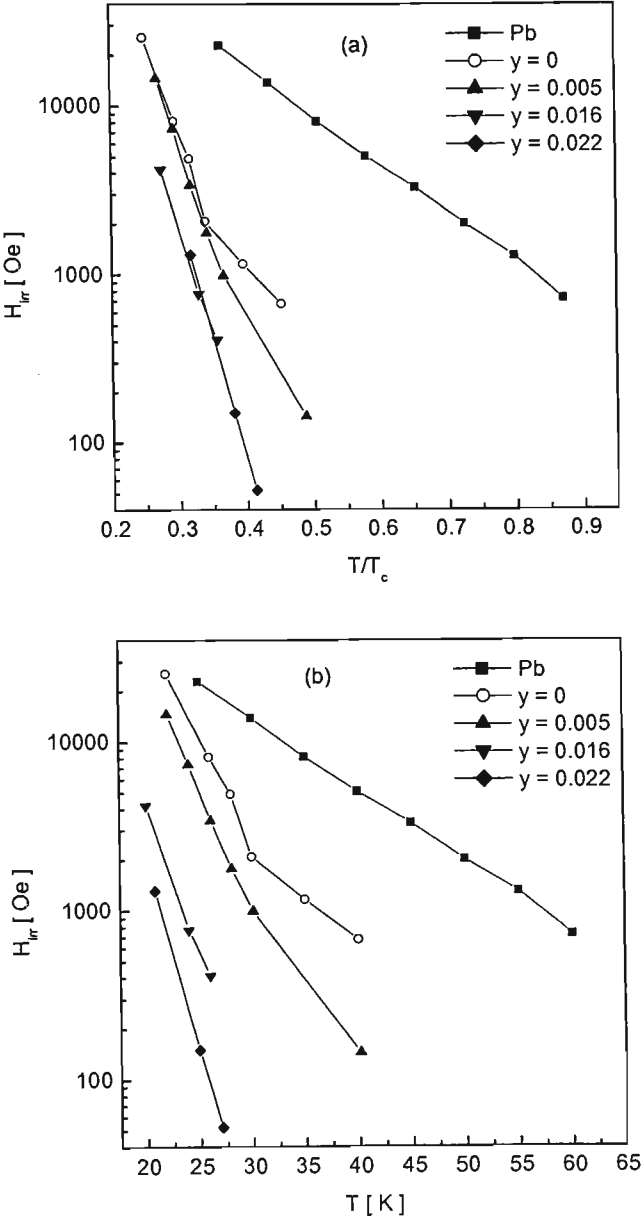 (a)
Pb
y = 0
y = 0.005
y = 0.016
y = 0.022
10000
1000
100
H_irr [ Oe]
0.2 0.3 0.4 0.5 0.6 0.7 0.8 0.9
T/T_c
(b)
Pb
y = 0
y = 0.005
y = 0.016
y = 0.022
10000
1000
100
H_irr [ Oe]
20 25 30 35 40 45 50 55 60 65
T [ K]